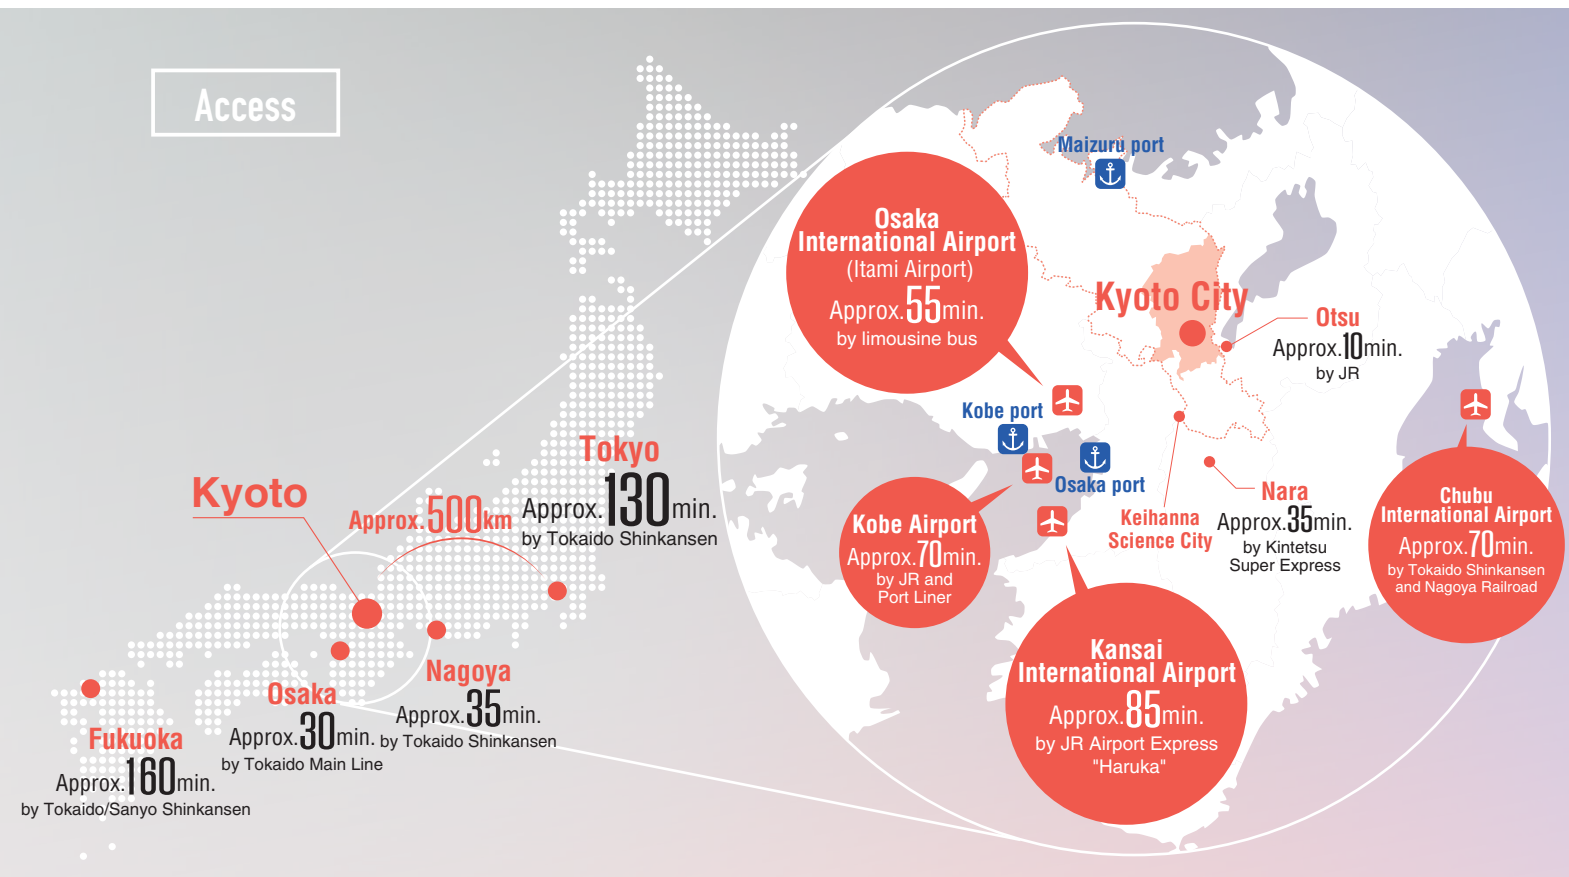 Access
Kyoto
Approx.500km
Tokyo
Approx.130min.
by Tokaido Shinkansen
Nagoya
Approx.35min.
by Tokaido Shinkansen
Osaka
Approx.30min.
by Tokaido Main Line
Fukuoka
Approx.160min.
by Tokaido/Sanyo Shinkansen
Maizuru port
Osaka
International Airport
(Itami Airport)
Approx.55min.
by limousine bus
Kyoto City
Otsu
Approx.10min.
by JR
Kobe port
Osaka port
Kobe Airport
Approx.70min.
by JR and
Port Liner
Keihanna
Science City
Nara
Approx.35min.
by Kintetsu
Super Express
Chubu
International Airport
Approx.70min.
by Tokaido Shinkansen
and Nagoya Railroad
Kansai
International Airport
Approx.85min.
by JR Airport Express
"Haruka"